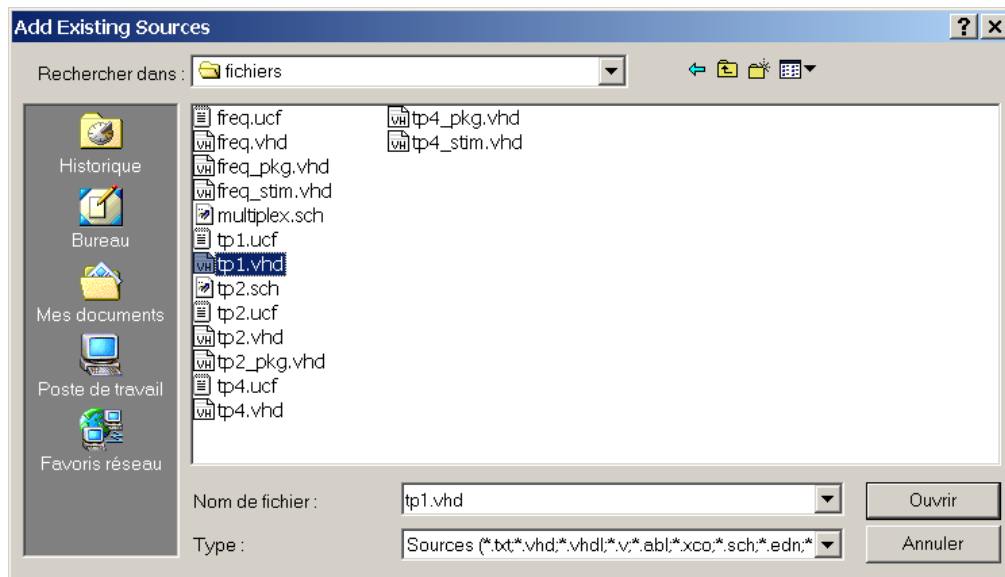 Add Existing Sources
Rechercher dans :
fichiers
Historique
Bureau
Mes documents
Poste de travail
Favoris réseau
freq.ucf
freq.vhd
freq_pkg.vhd
freq_stim.vhd
multiplex.sch
tp1.ucf
tp1.vhd
tp2.sch
tp2.ucf
tp2.vhd
tp2_pkg.vhd
tp4.ucf
tp4.vhd
tp4_pkg.vhd
tp4_stim.vhd
Nom de fichier :
tp1.vhd
Ouvrir
Type :
Sources (*.txt;*.vhd;*.vhdl;*.v;*.abl;*.xco;*.sch;*.edn;*
Annuler